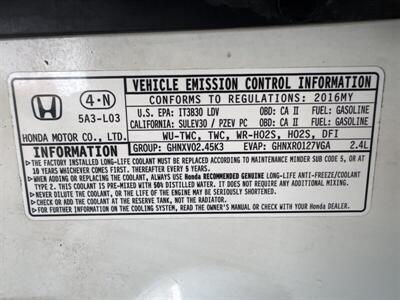 VEHICLE EMISSION CONTROL INFORMATION
CONFORMS TO REGULATIONS: 2016MY
4·N
5A3-L03
HONDA MOTOR CO., LTD.
U.S. EPA: IT3B30 LDV OBD: CA II FUEL: GASOLINE
CALIFORNIA: SULEV30 / PZEV PC OBD: CA II FUEL: GASOLINE
WU-TWC, TWC, WR-HO2S, HO2S, DFI
INFORMATION
GROUP: GHNXV02.45K3 EVAP: GHNXR0127VGA 2.4L
▶THE FACTORY INSTALLED LONG-LIFE COOLANT MUST BE REPLACED ACCORDING TO MAINTENANCE MINDER SUB CODE 5, OR AT
10 YEARS WHICHEVER COMES FIRST. THEREAFTER EVERY 5 YEARS.
▶WHEN ADDING OR REPLACING COOLANT, ALWAYS USE Honda RECOMMENDED GENUINE LONG-LIFE ANTI-FREEZE/COOLANT
TYPE 2. THIS COOLANT IS PRE-MIXED WITH 50% DISTILLED WATER. IT DOES NOT REQUIRE ANY ADDITIONAL MIXING.
▶NEVER DILUTE THE COOLANT, OR THE LIFE OF THE ENGINE MAY BE SERIOUSLY SHORTENED.
▶CHECK OR ADD COOLANT AT THE RESERVE TANK, NOT THE RADIATOR.
▶FOR INFORMATION ON THE COOLING SYSTEM, READ THE OWNER'S MANUAL OR CHECK WITH YOUR Honda DEALER.